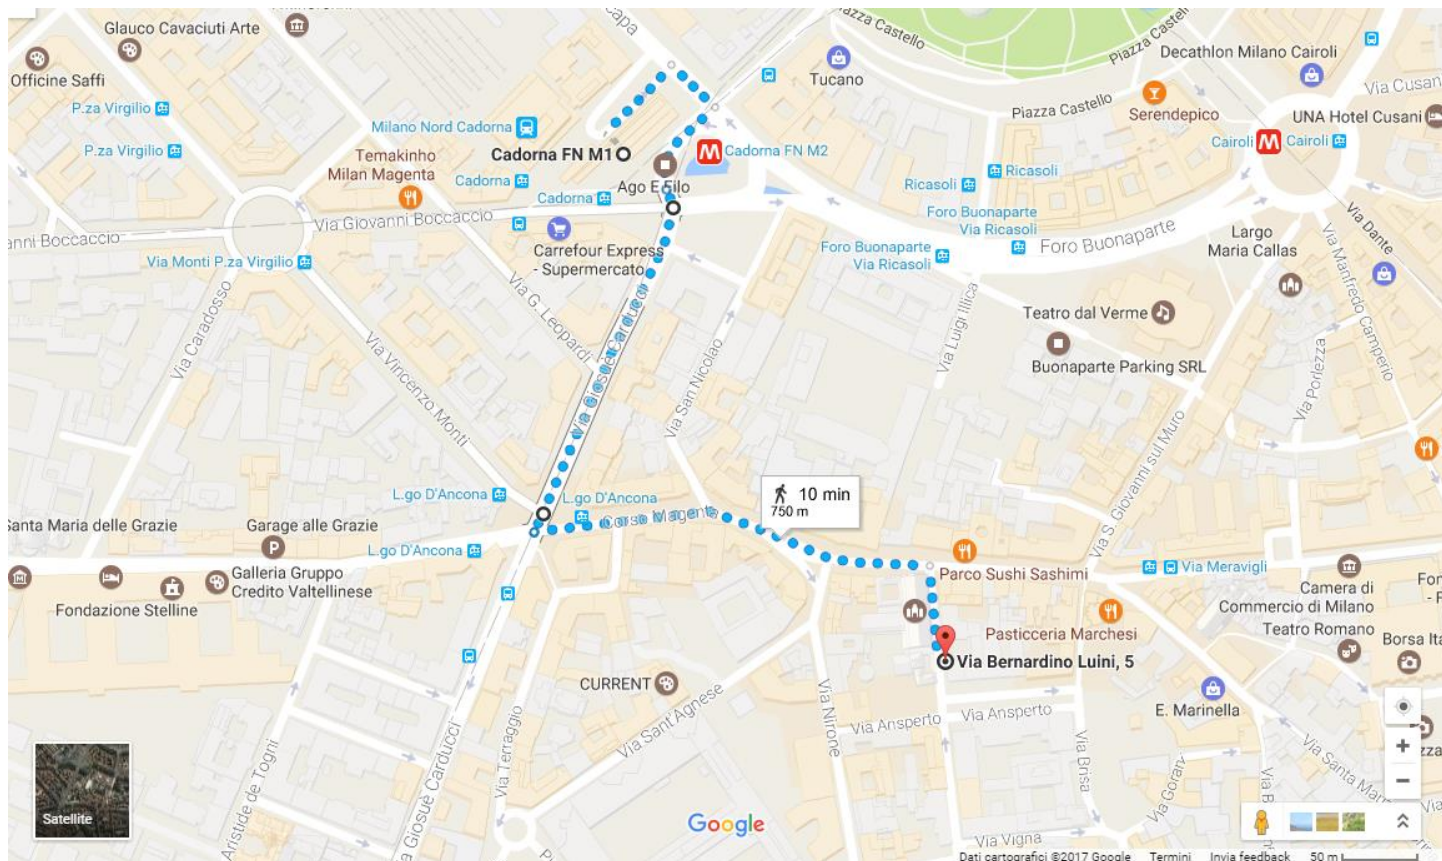 Glauco Cavaciuti Arte
Officine Saffi
P.za Virgilio
P.za Virgilio
Milano Nord Cadorna
Temakinho
Milan Magenta
Cadorna FN M1
Cadorna
Cadorna
Ago E Filo
Cadorna FN M2
Tucano
Piazza Castello
Piazza Castello
Piazza Castello
Decathlon Milano Cairoli
Serendepico
Via Cusan
UNA Hotel Cusani
Cairoli
Cairoli
Ricasoli
Ricasoli
Foro Buonaparte
Via Ricasoli
Foro Buonaparte
Via Ricasoli
Foro Buonaparte
Largo
Maria Callas
Via Dante
Via Manfredo Camperio
Via Giovanni Boccaccio
anni Boccaccio
Carrefour Express
- Supermercato
Via Monti P.za Virgilio
Via Caradosso
Via G. Leopardi
Via Vincenzo Monti
Via Giosuè Carducci
Via San Nicolao
Via Luigi Illica
Teatro dal Verme
Buonaparte Parking SRL
Via Porlezza
Via S. Giovanni sul Muro
L.go D'Ancona
L.go D'Ancona
L.go D'Ancona
Corso Magenta
10 min
750 m
Santa Maria delle Grazie
Garage alle Grazie
Galleria Gruppo
Credito Valtellinese
Fondazione Stelline
Parco Sushi Sashimi
Via Meravigli
Pasticceria Marchesi
Camera di
Commercio di Milano
Teatro Romano
Borsa Ita
Via Bernardino Luini, 5
E. Marinella
CURRENT
Via Sant'Agnese
Via Terraggio
Via Nirone
Via Ansperto
Via Ansperto
Via Brisa
Via Gorani
Via Santa Mar
Via Giosuè Carducci
Aristide de Togni
Via Vigna
Satellite
Google
Dati cartografici ©2017 Google
Termini
Invia feedback
50 m